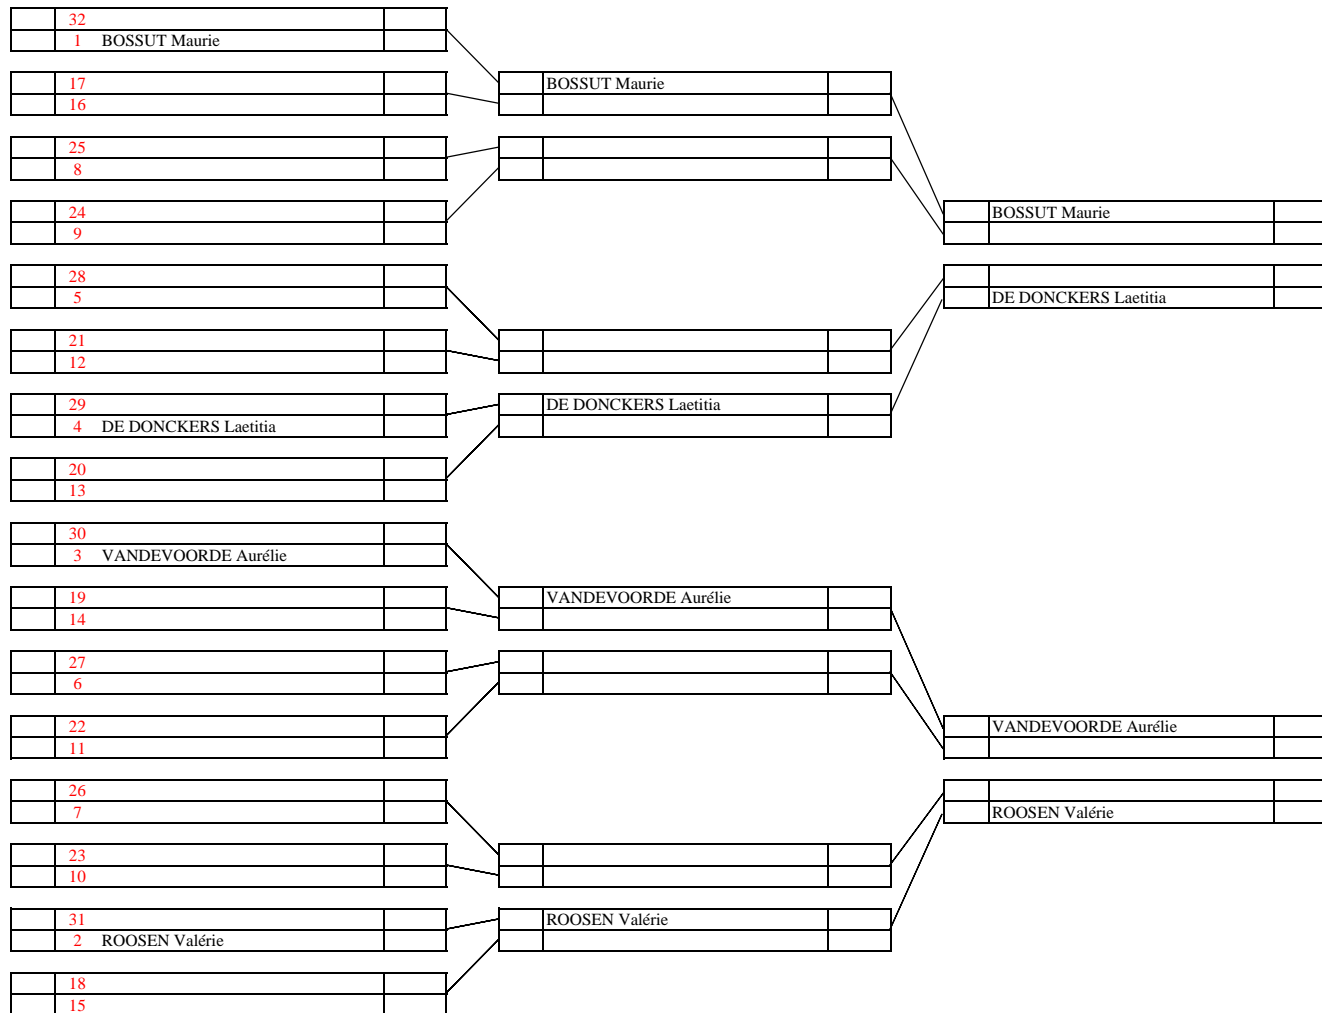 32
1 BOSSUT Maurie
17
16
25
8
24
9
28
5
21
12
29
4 DE DONCKERS Laetitia
20
13
30
3 VANDEVOORDE Aurélie
19
14
27
6
22
11
26
7
23
10
31
2 ROOSEN Valérie
18
15
BOSSUT Maurie
DE DONCKERS Laetitia
VANDEVOORDE Aurélie
ROOSEN Valérie
BOSSUT Maurie
DE DONCKERS Laetitia
VANDEVOORDE Aurélie
ROOSEN Valérie